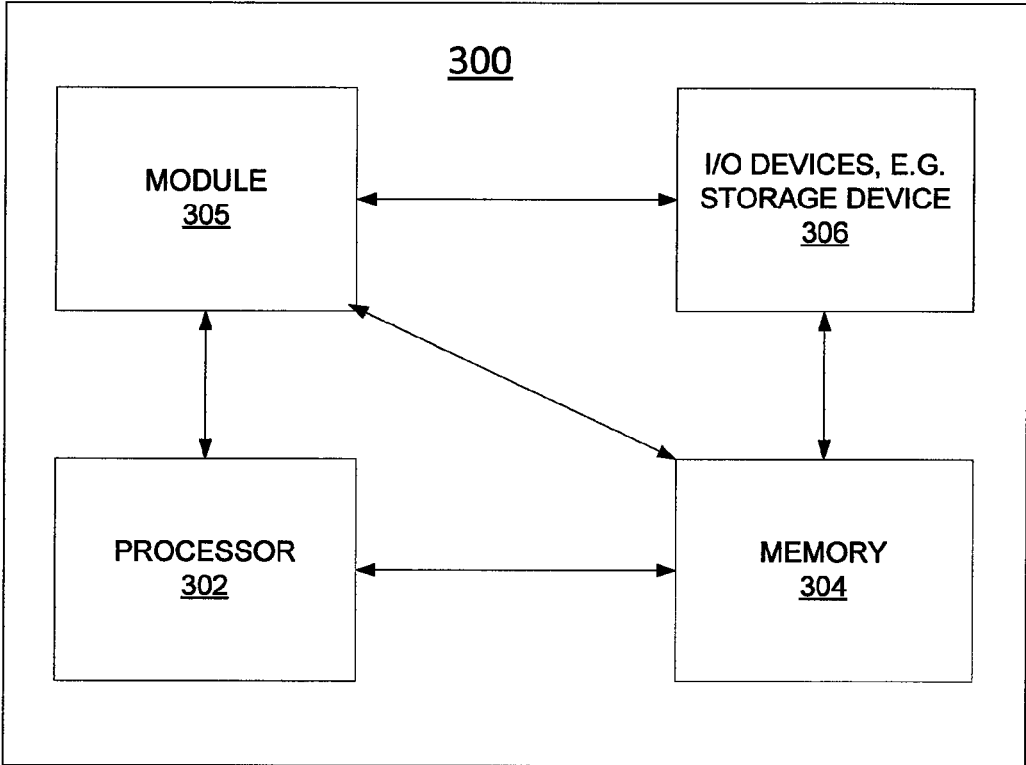 300
MODULE
305
I/O DEVICES, E.G.
STORAGE DEVICE
306
PROCESSOR
302
MEMORY
304